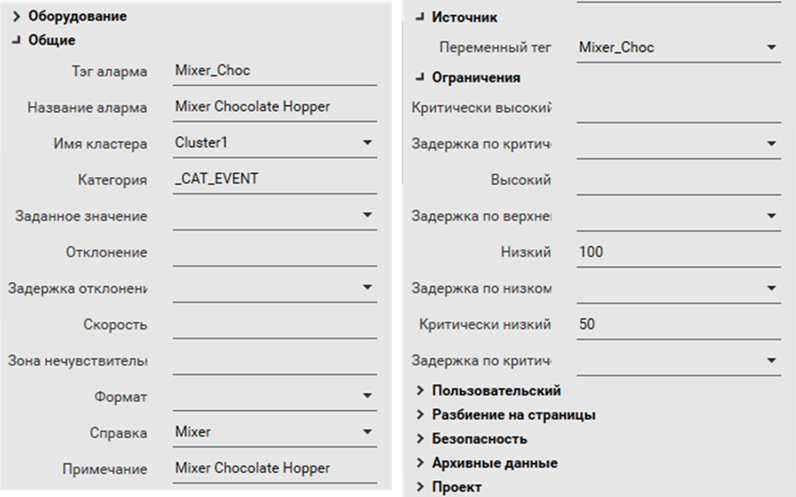 Оборудование
Общие
Тэг аларма Mixer_Choc
Название аларма Mixer Chocolate Hopper
Имя кластера Cluster1
Категория _CAT_EVENT
Заданное значение
Отклонение
Задержка отклонени
Скорость
Зона нечувствителы
Формат
Справка Mixer
Примечание Mixer Chocolate Hopper
Источник
Переменный тег Mixer_Choc
Ограничения
Критически высокий
Задержка по критич
Высокий
Задержка по верхне
Низкий 100
Задержка по низком
Критически низкий 50
Задержка по критич
Пользовательский
Разбиение на страницы
Безопасность
Архивные данные
Проект